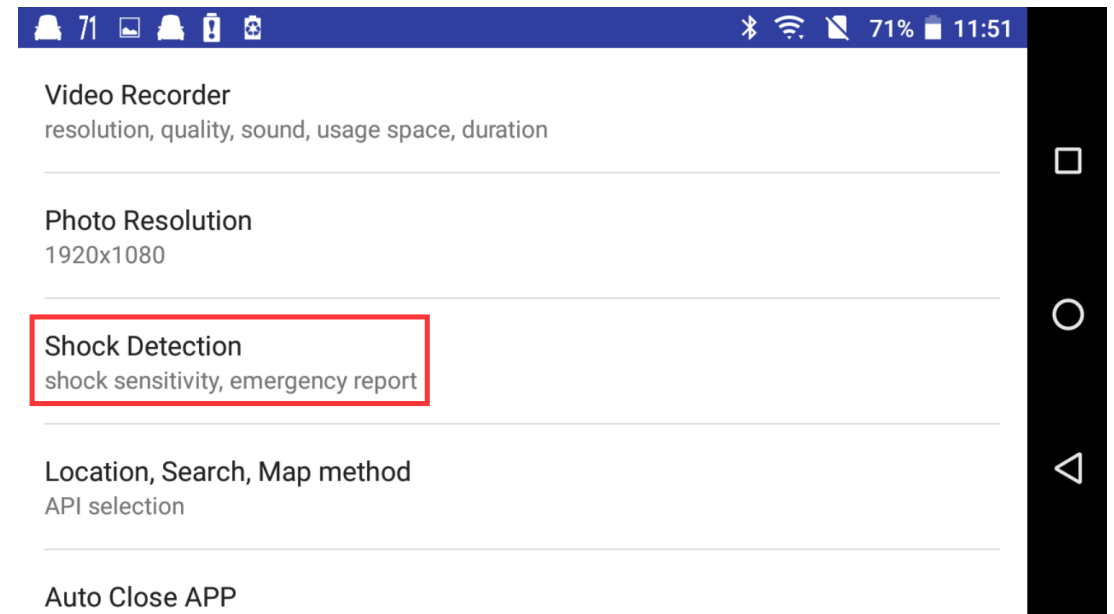 71 71% 11:51
Video Recorder
resolution, quality, sound, usage space, duration
Photo Resolution
1920x1080
Shock Detection
shock sensitivity, emergency report
Location, Search, Map method
API selection
Auto Close APP